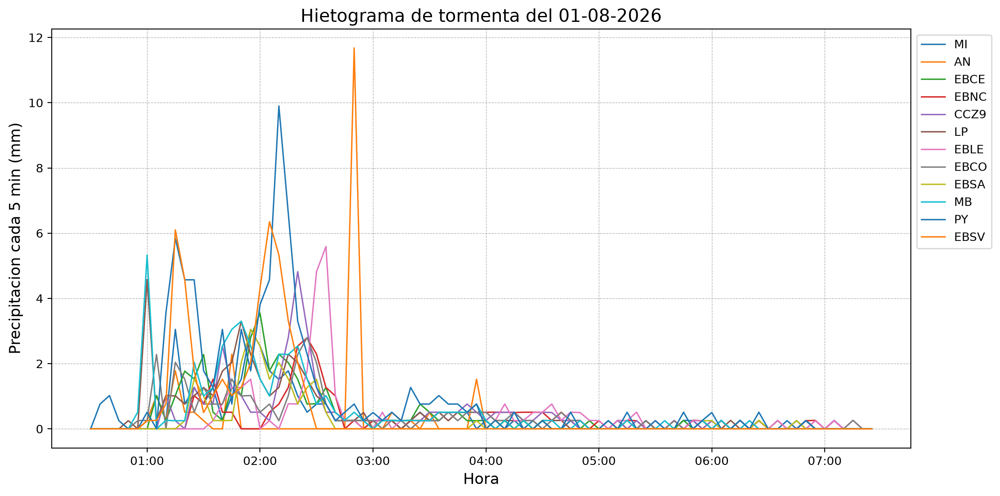 Hietograma de tormenta del 01-08-2026
Precipitacion cada 5 min (mm)
12
10
8
6
4
2
0
01:00 02:00 03:00 04:00 05:00 06:00 07:00
Hora
MI
AN
EBCE
EBNC
CCZ9
LP
EBLE
EBCO
EBSA
MB
PY
EBSV